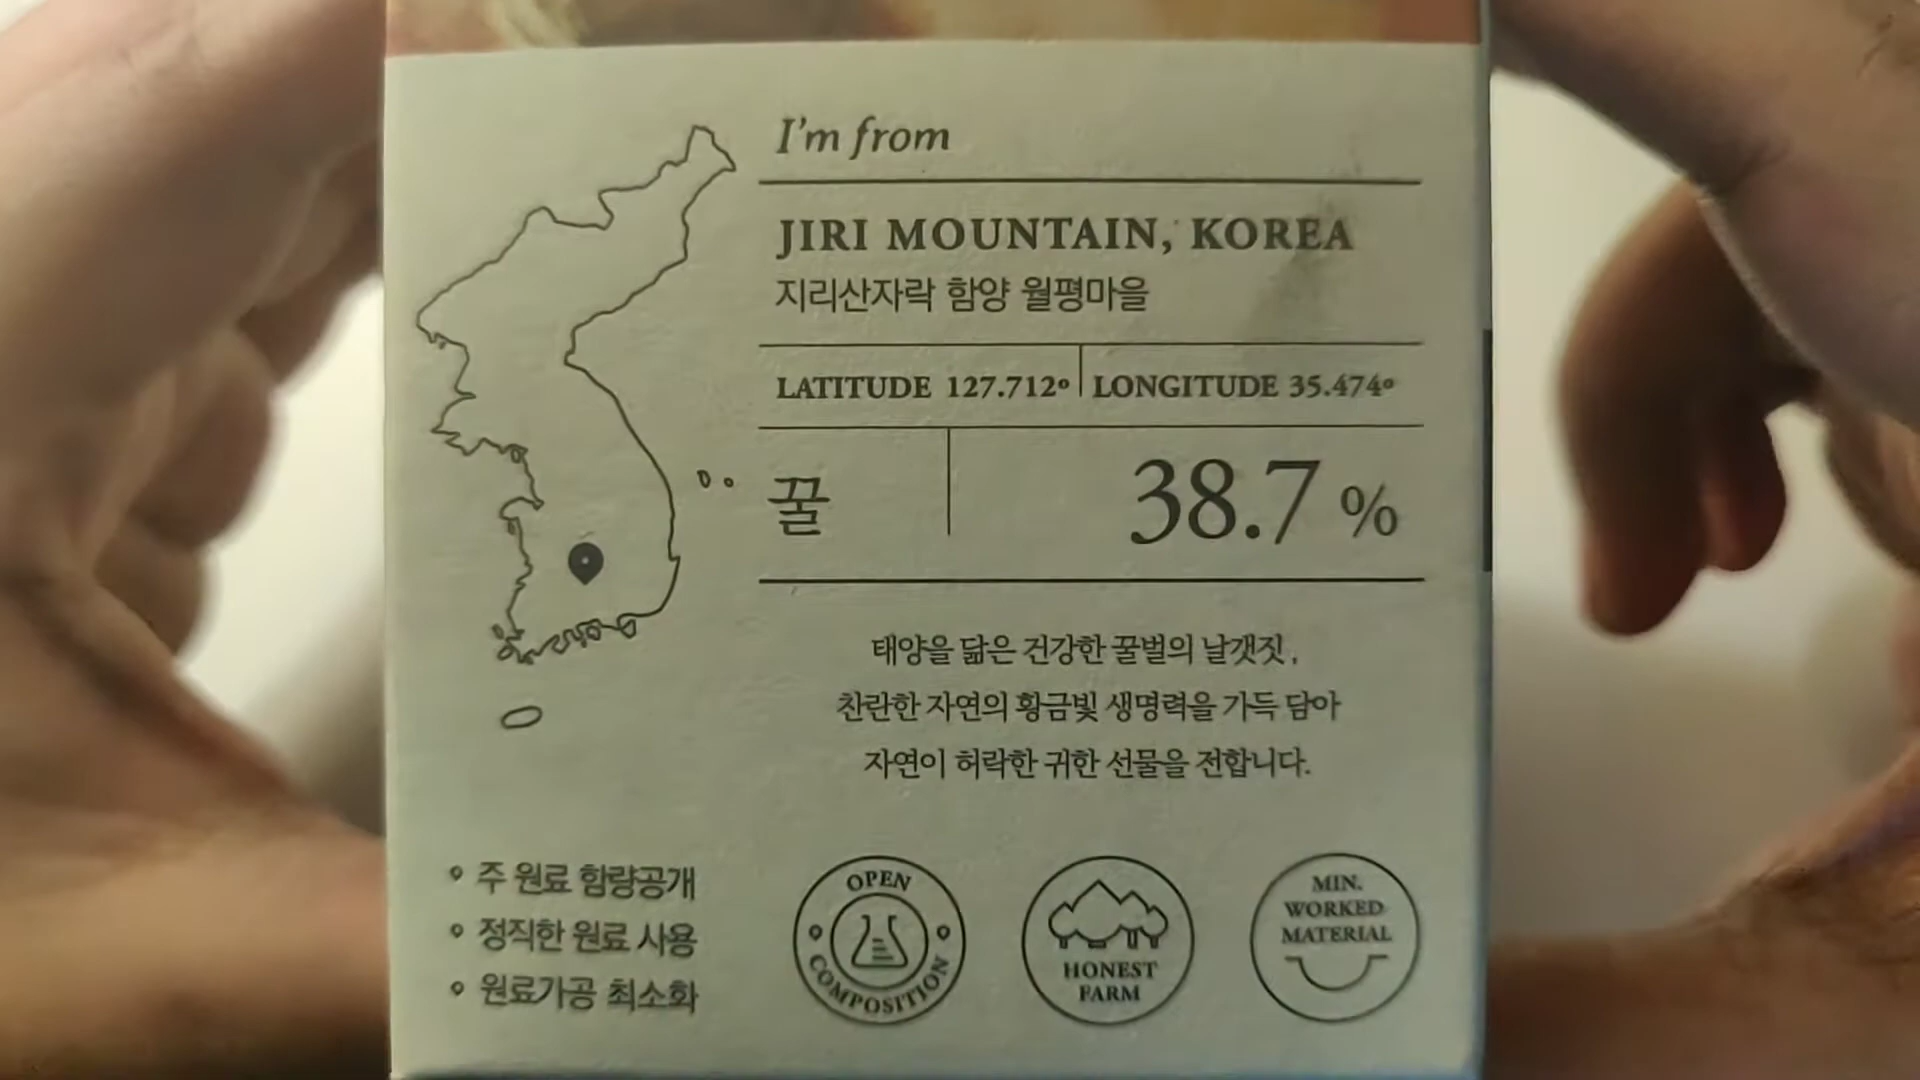 I'm from
JIRI MOUNTAIN, KOREA
지리산자락 함양 월평마을
LATITUDE 127.712º LONGITUDE 35.474º
꿀 38.7 %
태양을 닮은 건강한 꿀벌의 날갯짓,
찬란한 자연의 황금빛 생명력을 가득 담아
자연이 허락한 귀한 선물을 전합니다.
주 원료 함량공개
정직한 원료 사용
원료가공 최소화
OPEN
COMPOSITION
HONEST
FARM
MIN.
WORKED
MATERIAL